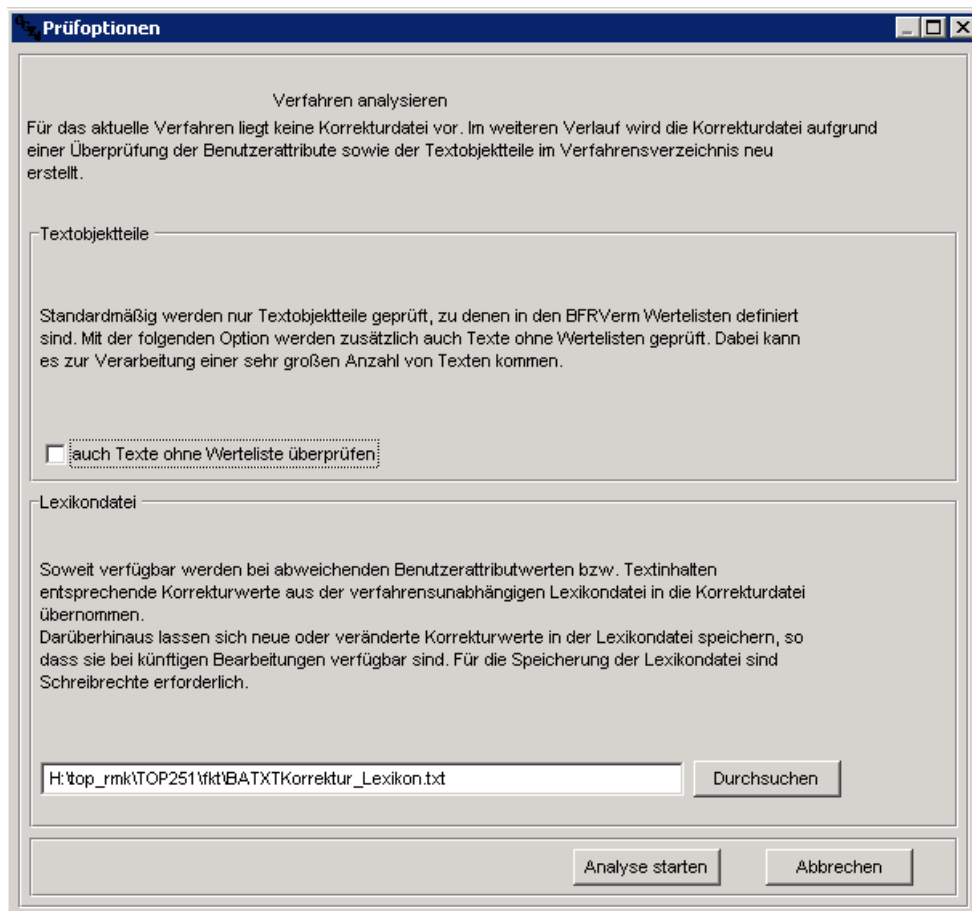 Prüfoptionen
Verfahren analysieren
Für das aktuelle Verfahren liegt keine Korrekturdatei vor. Im weiteren Verlauf wird die Korrekturdatei aufgrund
einer Überprüfung der Benutzerattribute sowie der Textobjektteile im Verfahrensverzeichnis neu
erstellt.
Textobjektteile
Standardmäßig werden nur Textobjektteile geprüft, zu denen in den BFRVerm Wertelisten definiert
sind. Mit der folgenden Option werden zusätzlich auch Texte ohne Wertelisten geprüft. Dabei kann
es zur Verarbeitung einer sehr großen Anzahl von Texten kommen.
auch Texte ohne Werteliste überprüfen
Lexikondatei
Soweit verfügbar werden bei abweichenden Benutzerattributwerten bzw. Textinhalten
entsprechende Korrekturwerte aus der verfahrensunabhängigen Lexikondatei in die Korrekturdatei
übernommen.
Darüberhinaus lassen sich neue oder veränderte Korrekturwerte in der Lexikondatei speichern, so
dass sie bei künftigen Bearbeitungen verfügbar sind. Für die Speicherung der Lexikondatei sind
Schreibrechte erforderlich.
H:\top_rmk\TOP251\fkt\BATXTKorrektur_Lexikon.txt
Durchsuchen
Analyse starten
Abbrechen